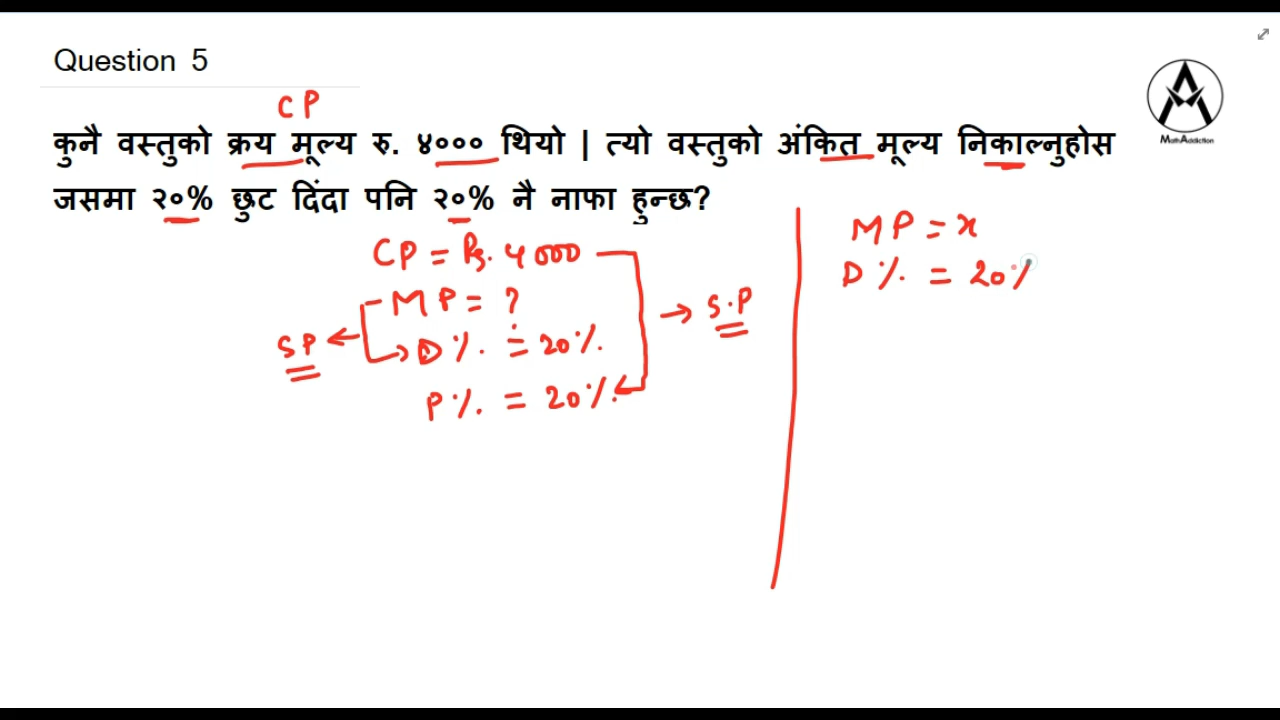 Question 5
CP
MathAddiction
कुनै वस्तुको क्रय मूल्य रु. ४००० थियो | त्यो वस्तुको अंकित मूल्य निकाल्नुहोस
जसमा २०% छुट दिंदा पनि २०% नै नाफा हुन्छ?
CP = Rs. 4000
MP = ?
SP
D% = 20%
P% = 20%
S.P
MP = x
D% = 20%